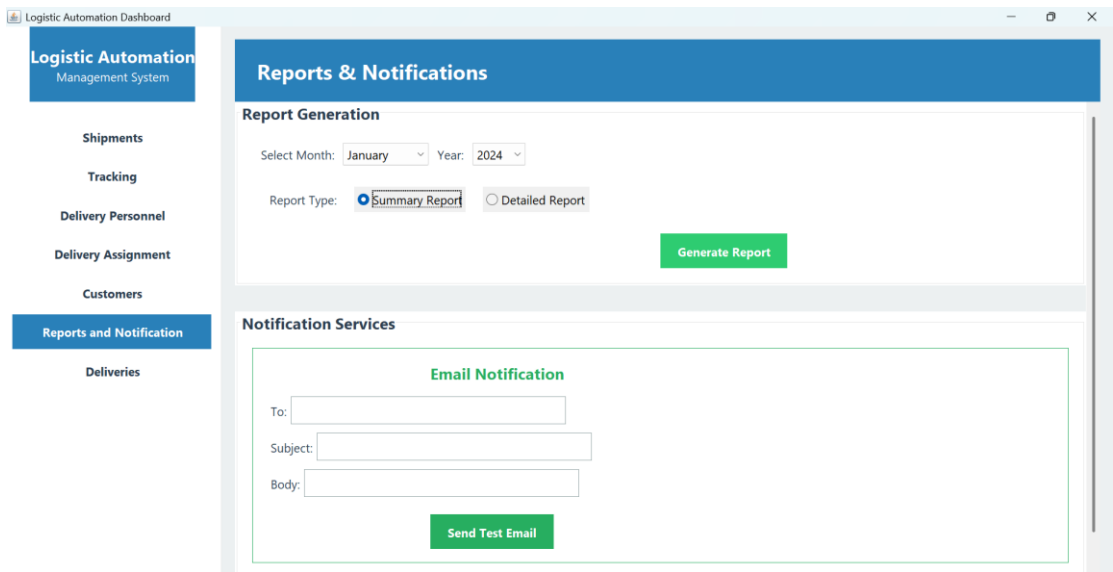 Logistic Automation Dashboard
Logistic Automation
Management System
Shipments
Tracking
Delivery Personnel
Delivery Assignment
Customers
Reports and Notification
Deliveries
Reports & Notifications
Report Generation
Select Month: January Year: 2024
Report Type: Summary Report Detailed Report
Generate Report
Notification Services
Email Notification
To:
Subject:
Body:
Send Test Email